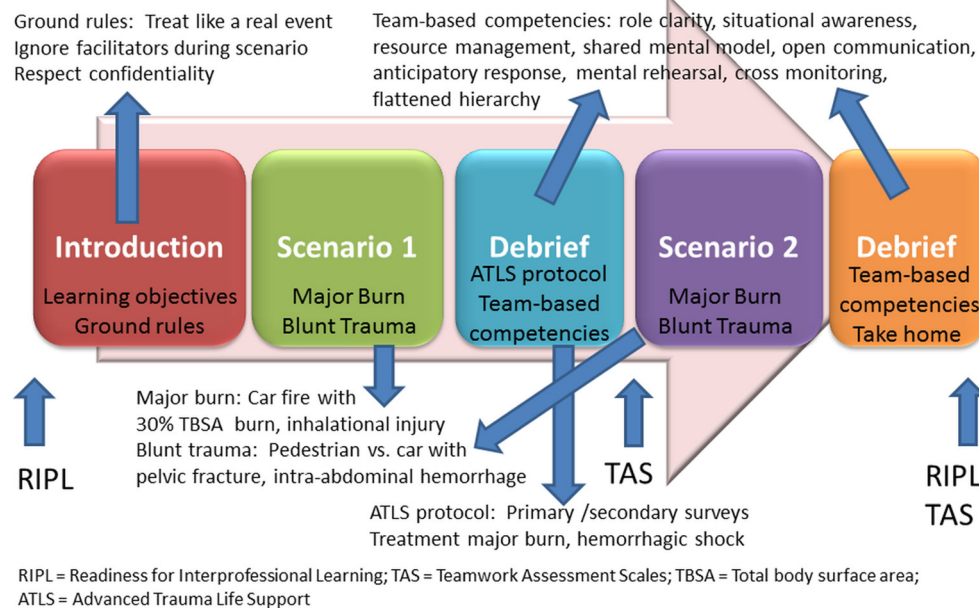 Ground rules: Treat like a real event
Ignore facilitators during scenario
Respect confidentiality
Team-based competencies: role clarity, situational awareness,
resource management, shared mental model, open communication,
anticipatory response, mental rehearsal, cross monitoring,
flattened hierarchy
Introduction
Learning objectives
Ground rules
Scenario 1
Major Burn
Blunt Trauma
Debrief
ATLS protocol
Team-based
competencies
Scenario 2
Major Burn
Blunt Trauma
Debrief
Team-based
competencies
Take home
RIPL
Major burn: Car fire with
30% TBSA burn, inhalational injury
Blunt trauma: Pedestrian vs. car with
pelvic fracture, intra-abdominal hemorrhage
TAS
RIPL
TAS
ATLS protocol: Primary /secondary surveys
Treatment major burn, hemorrhagic shock
RIPL = Readiness for Interprofessional Learning; TAS = Teamwork Assessment Scales; TBSA = Total body surface area;
ATLS = Advanced Trauma Life Support